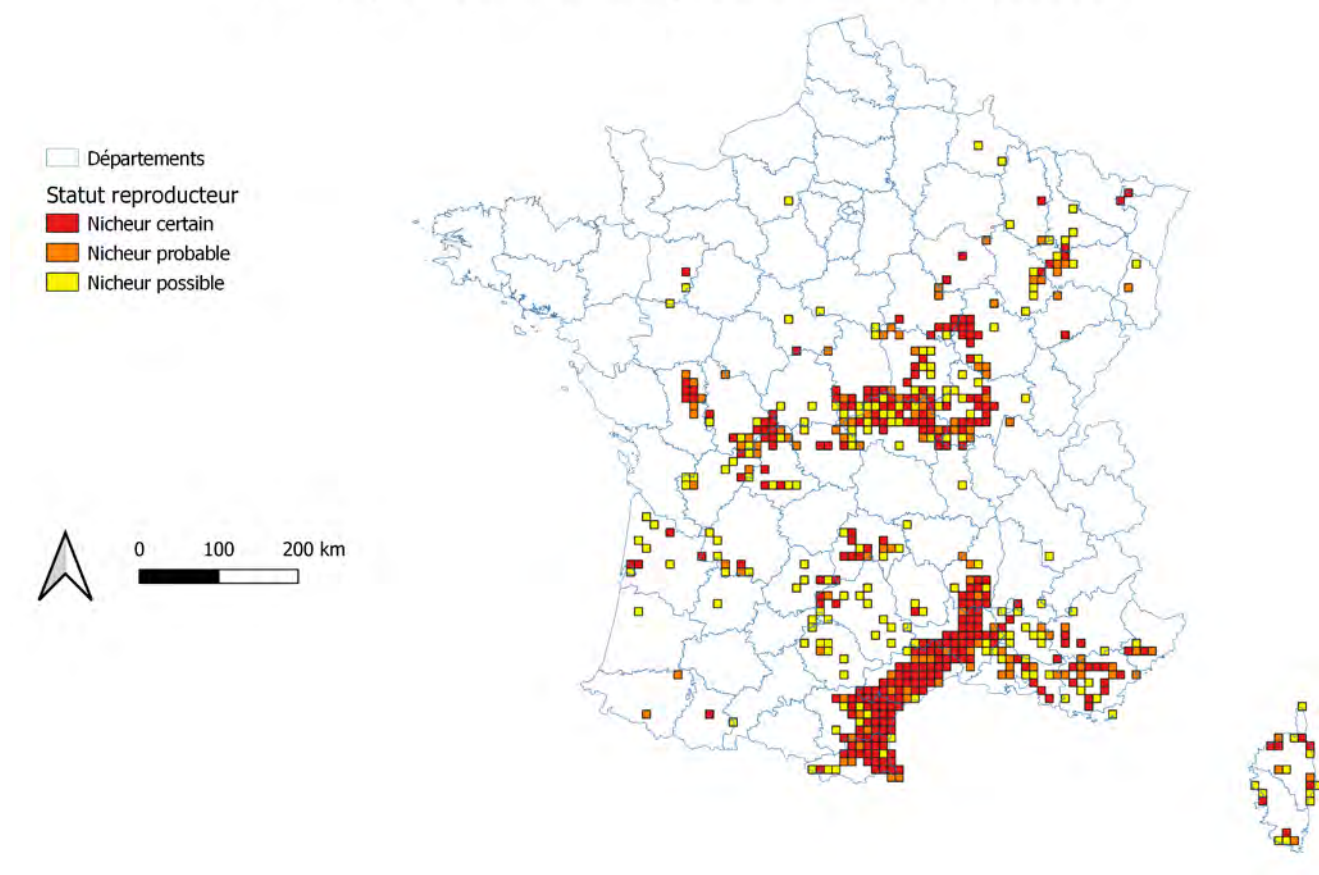 Départements
Statut reproducteur
Nicheur certain
Nicheur probable
Nicheur possible
0 100 200 km